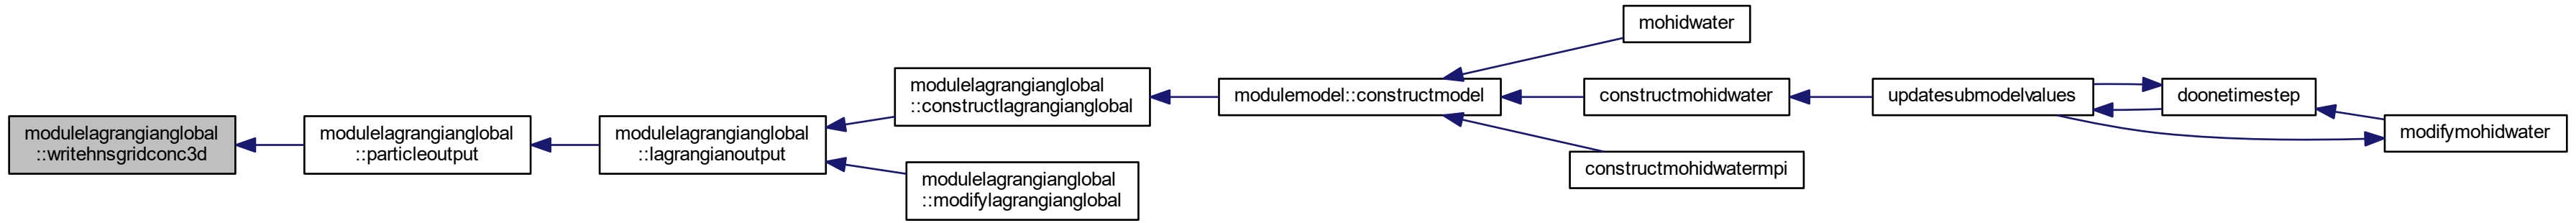 modulelagrangianglobal
::writehnsgridconc3d
modulelagrangianglobal
::particleoutput
modulelagrangianglobal
::lagrangianoutput
modulelagrangianglobal
::constructlagrangianglobal
modulelagrangianglobal
::modifylagrangianglobal
modulemodel::constructmodel
mohidwater
constructmohidwater
constructmohidwatermpi
updatesubmodelvalues
doonetimestep
modifymohidwater